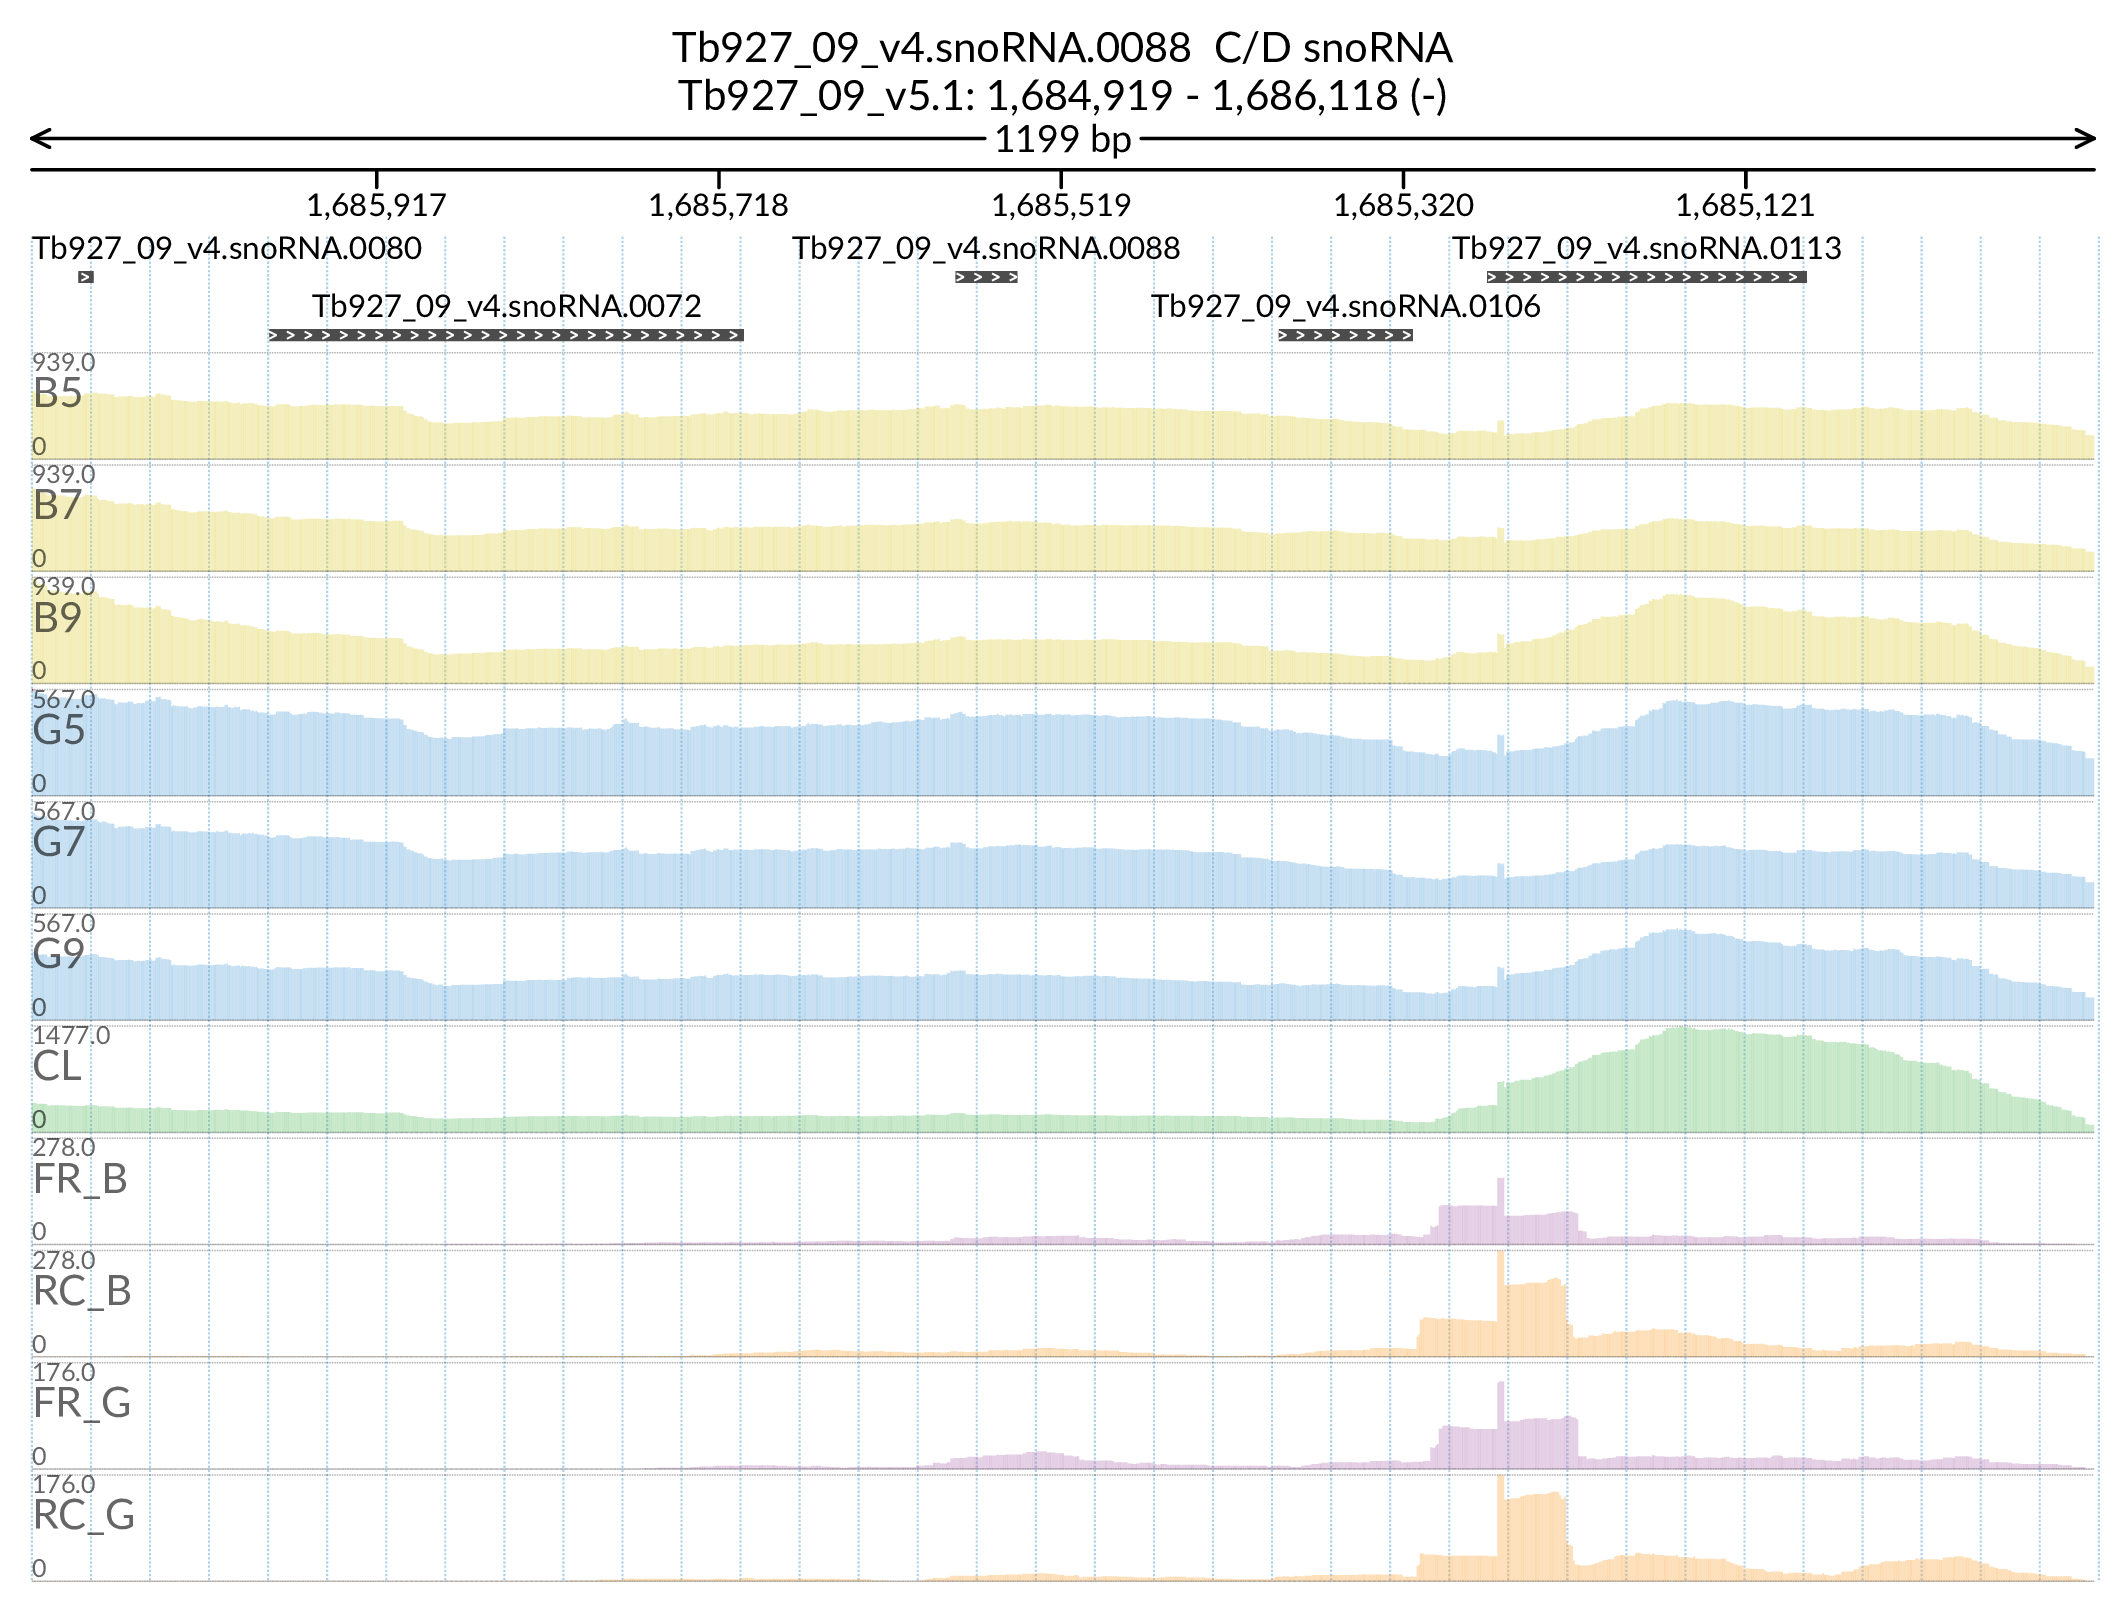 Tb927_09_v4.snoRNA.0088  C/D snoRNA
Tb927_09_v5.1: 1,684,919 - 1,686,118 (-)
1199 bp
1,685,917 1,685,718 1,685,519 1,685,320 1,685,121
Tb927_09_v4.snoRNA.0080 Tb927_09_v4.snoRNA.0088 Tb927_09_v4.snoRNA.0113
Tb927_09_v4.snoRNA.0072 Tb927_09_v4.snoRNA.0106
939.0
B5
0
939.0
B7
0
939.0
B9
0
567.0
G5
0
567.0
G7
0
567.0
G9
0
1477.0
CL
0
278.0
FR_B
0
278.0
RC_B
0
176.0
FR_G
0
176.0
RC_G
0